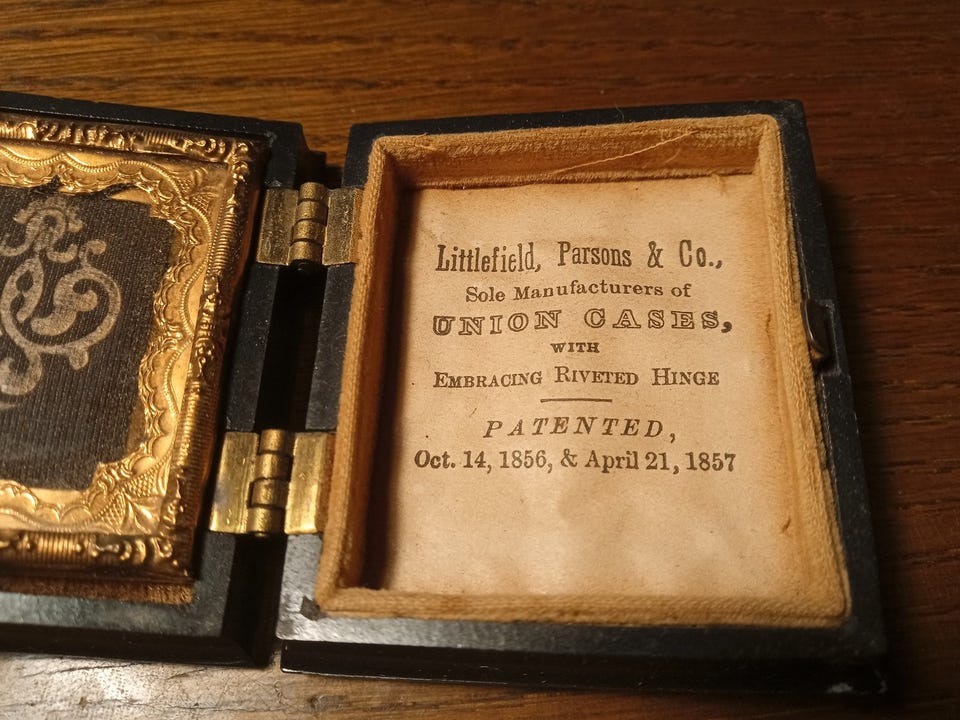 Littlefield, Parsons & Co.,
Sole Manufacturers of
UNION CASES,
WITH
EMBRACING RIVETED HINGE
PATENTED,
Oct. 14, 1856, & April 21, 1857